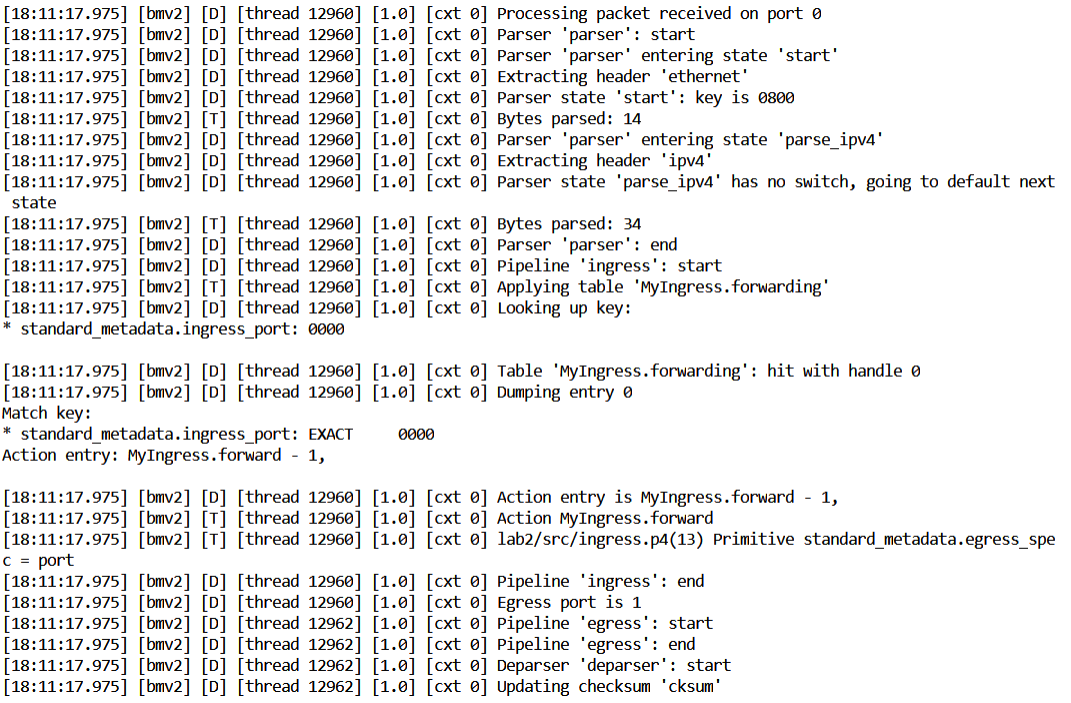 [18:11:17.975] [bmv2] [D] [thread 12960] [1.0] [cxt 0] Processing packet received on port 0
[18:11:17.975] [bmv2] [D] [thread 12960] [1.0] [cxt 0] Parser 'parser': start
[18:11:17.975] [bmv2] [D] [thread 12960] [1.0] [cxt 0] Parser 'parser' entering state 'start'
[18:11:17.975] [bmv2] [D] [thread 12960] [1.0] [cxt 0] Extracting header 'ethernet'
[18:11:17.975] [bmv2] [D] [thread 12960] [1.0] [cxt 0] Parser state 'start': key is 0800
[18:11:17.975] [bmv2] [T] [thread 12960] [1.0] [cxt 0] Bytes parsed: 14
[18:11:17.975] [bmv2] [D] [thread 12960] [1.0] [cxt 0] Parser 'parser' entering state 'parse_ipv4'
[18:11:17.975] [bmv2] [D] [thread 12960] [1.0] [cxt 0] Extracting header 'ipv4'
[18:11:17.975] [bmv2] [D] [thread 12960] [1.0] [cxt 0] Parser state 'parse_ipv4' has no switch, going to default next
 state
[18:11:17.975] [bmv2] [T] [thread 12960] [1.0] [cxt 0] Bytes parsed: 34
[18:11:17.975] [bmv2] [D] [thread 12960] [1.0] [cxt 0] Parser 'parser': end
[18:11:17.975] [bmv2] [D] [thread 12960] [1.0] [cxt 0] Pipeline 'ingress': start
[18:11:17.975] [bmv2] [T] [thread 12960] [1.0] [cxt 0] Applying table 'MyIngress.forwarding'
[18:11:17.975] [bmv2] [D] [thread 12960] [1.0] [cxt 0] Looking up key:
* standard_metadata.ingress_port: 0000

[18:11:17.975] [bmv2] [D] [thread 12960] [1.0] [cxt 0] Table 'MyIngress.forwarding': hit with handle 0
[18:11:17.975] [bmv2] [D] [thread 12960] [1.0] [cxt 0] Dumping entry 0
Match key:
* standard_metadata.ingress_port: EXACT     0000
Action entry: MyIngress.forward - 1,

[18:11:17.975] [bmv2] [D] [thread 12960] [1.0] [cxt 0] Action entry is MyIngress.forward - 1,
[18:11:17.975] [bmv2] [T] [thread 12960] [1.0] [cxt 0] Action MyIngress.forward
[18:11:17.975] [bmv2] [T] [thread 12960] [1.0] [cxt 0] lab2/src/ingress.p4(13) Primitive standard_metadata.egress_spe
c = port
[18:11:17.975] [bmv2] [D] [thread 12960] [1.0] [cxt 0] Pipeline 'ingress': end
[18:11:17.975] [bmv2] [D] [thread 12960] [1.0] [cxt 0] Egress port is 1
[18:11:17.975] [bmv2] [D] [thread 12962] [1.0] [cxt 0] Pipeline 'egress': start
[18:11:17.975] [bmv2] [D] [thread 12962] [1.0] [cxt 0] Pipeline 'egress': end
[18:11:17.975] [bmv2] [D] [thread 12962] [1.0] [cxt 0] Deparser 'deparser': start
[18:11:17.975] [bmv2] [D] [thread 12962] [1.0] [cxt 0] Updating checksum 'cksum'